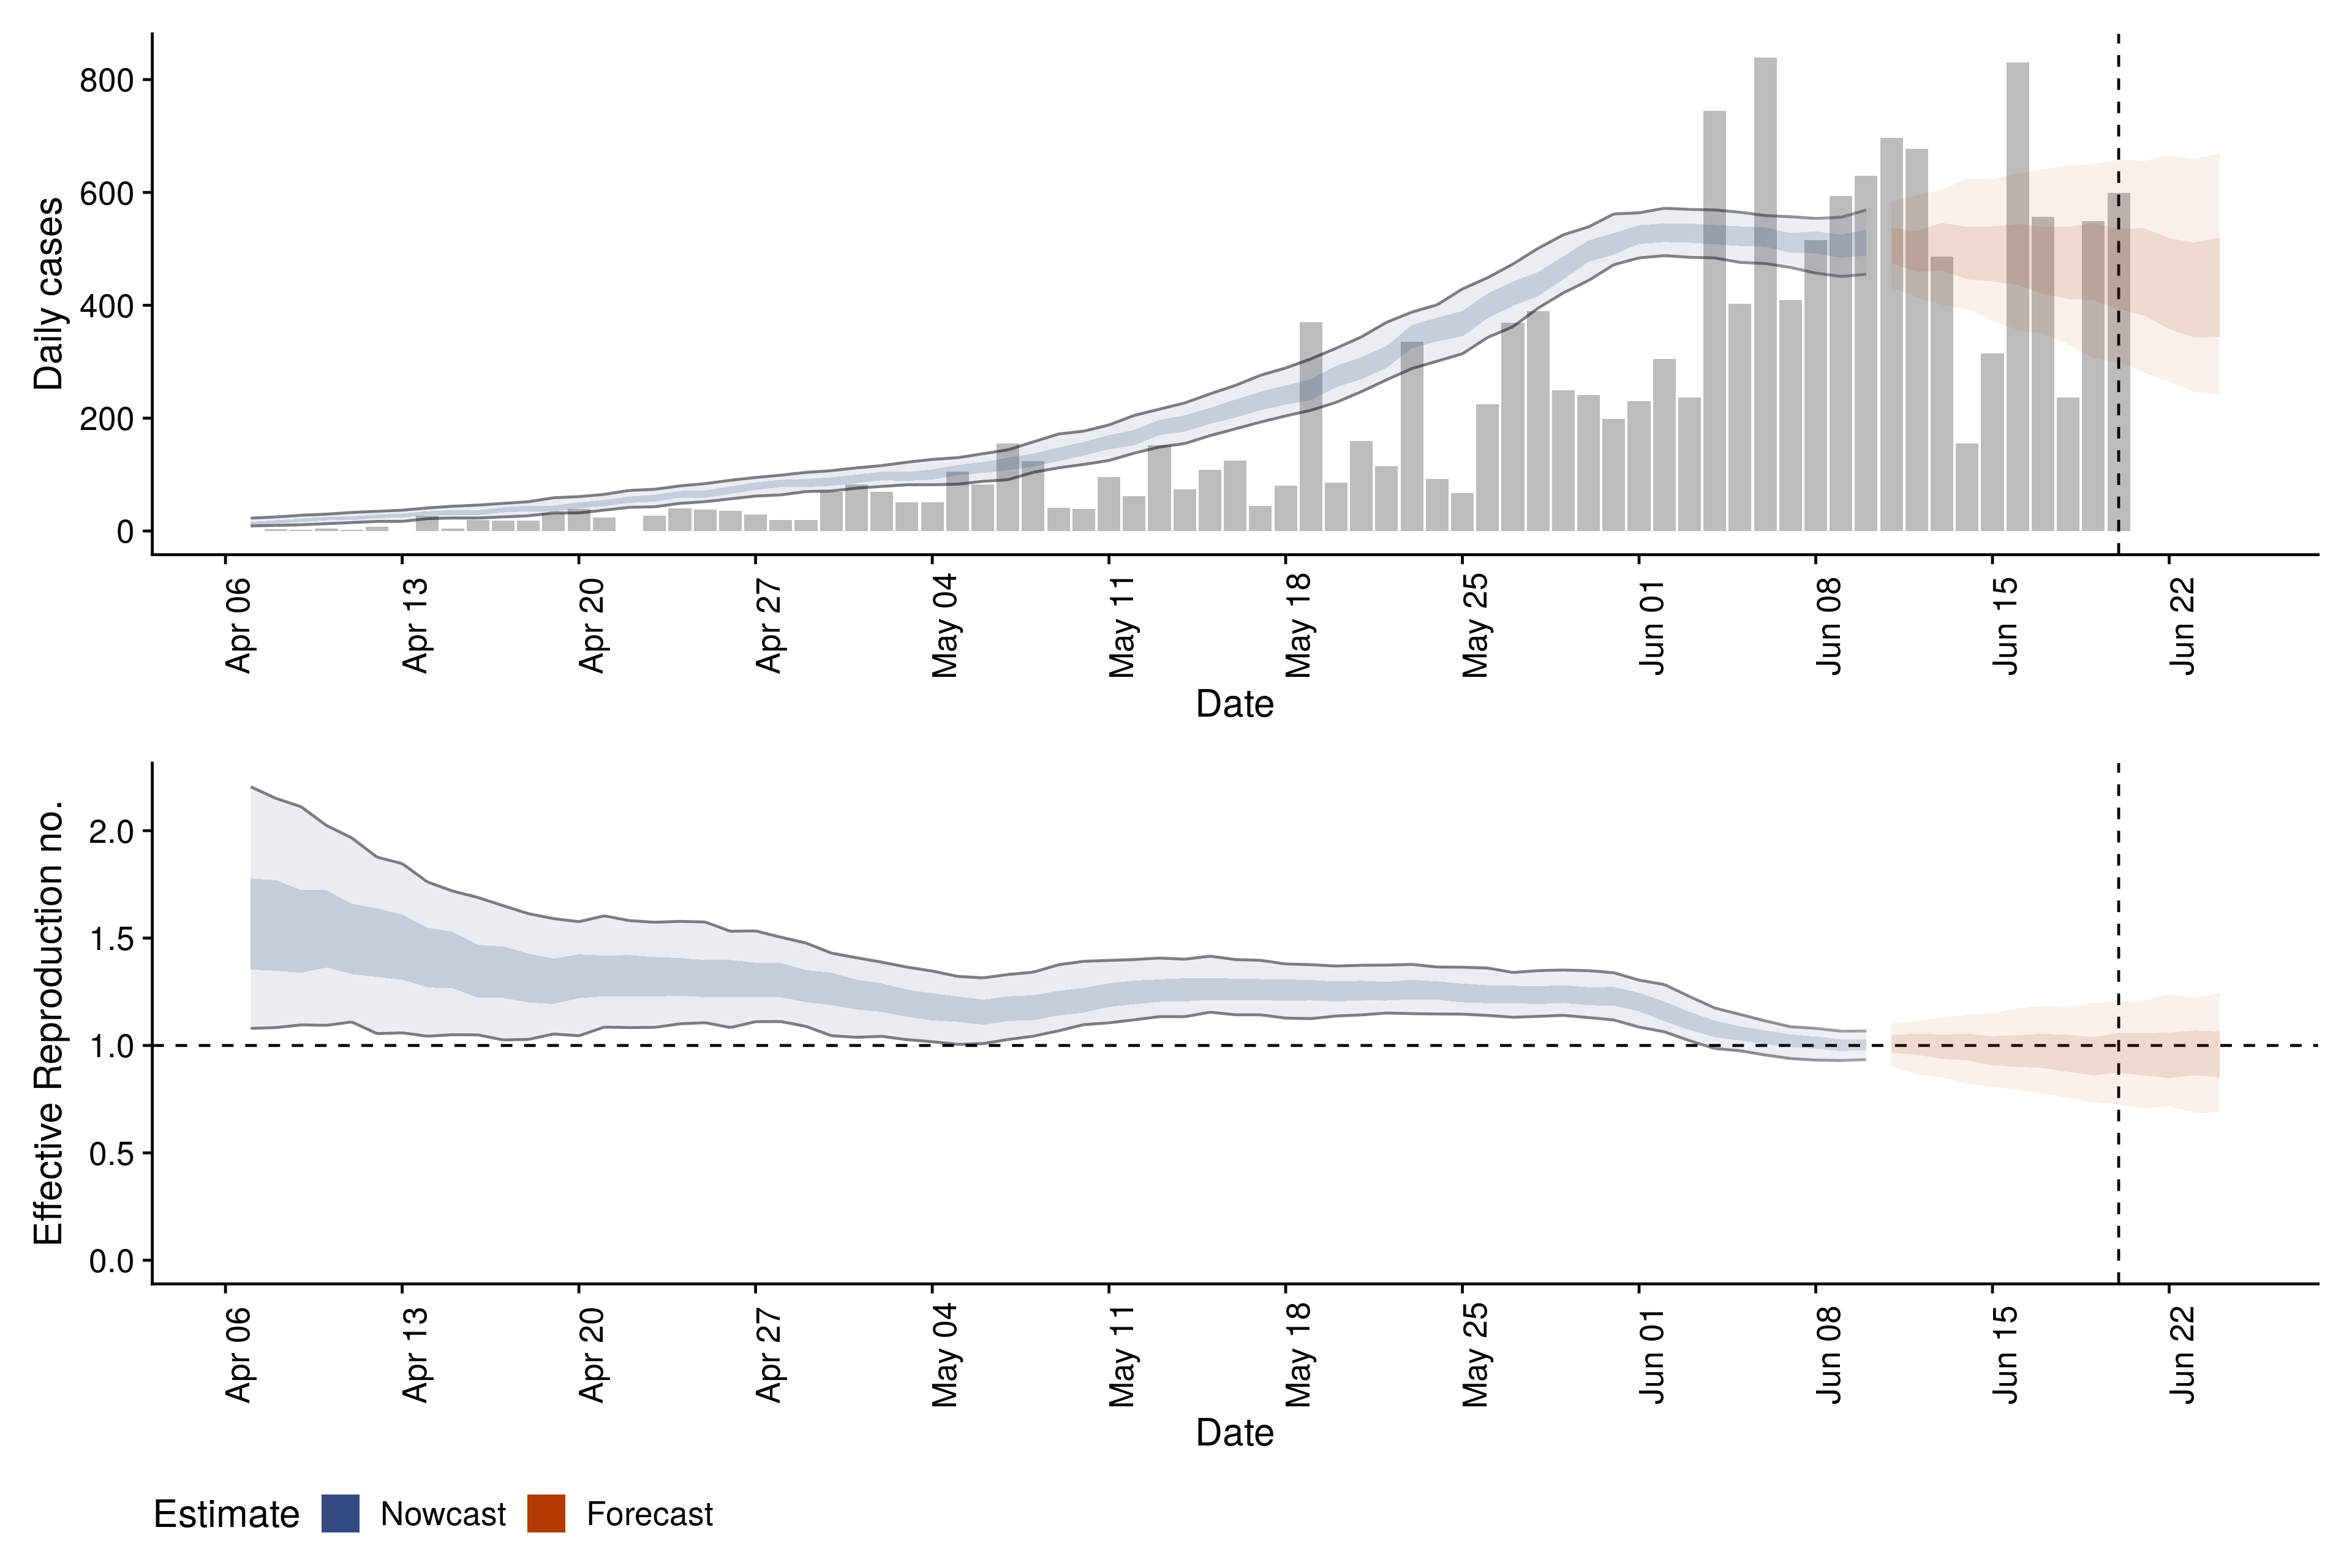 Daily cases
800
600
400
200
0
Apr 06
Apr 13
Apr 20
Apr 27
May 04
May 11
May 18
May 25
Jun 01
Jun 08
Jun 15
Jun 22
Date
Effective Reproduction no.
2.0
1.5
1.0
0.5
0.0
Apr 06
Apr 13
Apr 20
Apr 27
May 04
May 11
May 18
May 25
Jun 01
Jun 08
Jun 15
Jun 22
Date
Estimate Nowcast Forecast